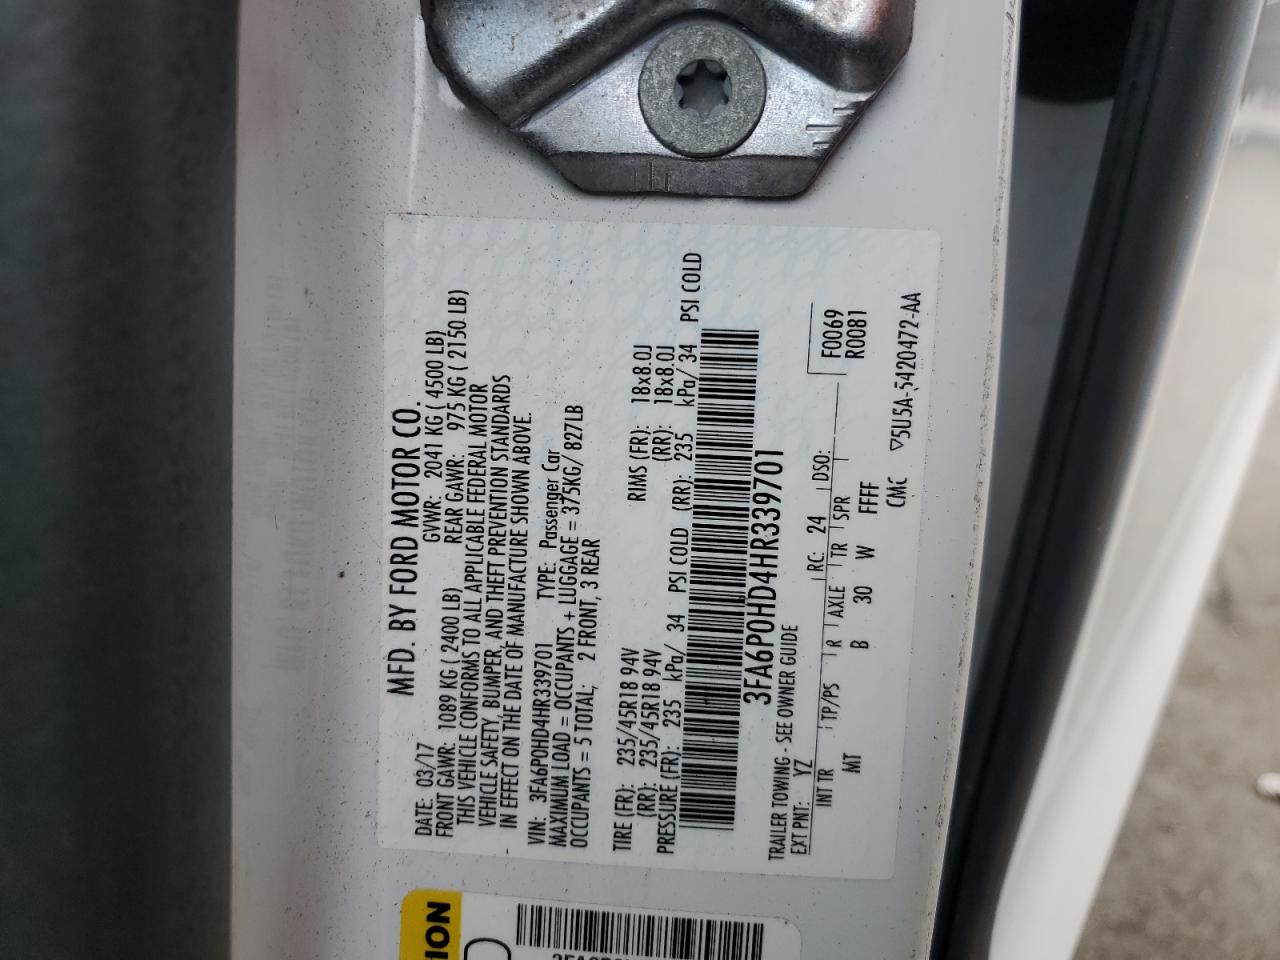 MFD. BY FORD MOTOR CO.
DATE: 03/17 GVWR: 2041 KG ( 4500 LB)
FRONT GAWR: 1089 KG ( 2400 LB) REAR GAWR: 975 KG ( 2150 LB)
THIS VEHICLE CONFORMS TO ALL APPLICABLE FEDERAL MOTOR
VEHICLE SAFETY, BUMPER, AND THEFT PREVENTION STANDARDS
IN EFFECT ON THE DATE OF MANUFACTURE SHOWN ABOVE.
VIN: 3FA6P0HD4HR339701 TYPE: Passenger Car
MAXIMUM LOAD = OCCUPANTS + LUGGAGE = 375KG/ 827LB
OCCUPANTS = 5 TOTAL, 2 FRONT, 3 REAR
TIRE (FR): 235/45R18 94V RIMS (FR): 18x8.0J
(RR): 235/45R18 94V (RR): 18x8.0J
PRESSURE (FR): 235 kPa/ 34 PSI COLD (RR): 235 kPa/ 34 PSI COLD
3FA6P0HD4HR339701
TRAILER TOWING - SEE OWNER GUIDE
EXT PNT: YZ RC: 24 DSO: F0069
INT TR TP/PS R AXLE TR SPR R0081
MT B 30 W FFFF
CMC ▽5U5A-5420472-AA
ION